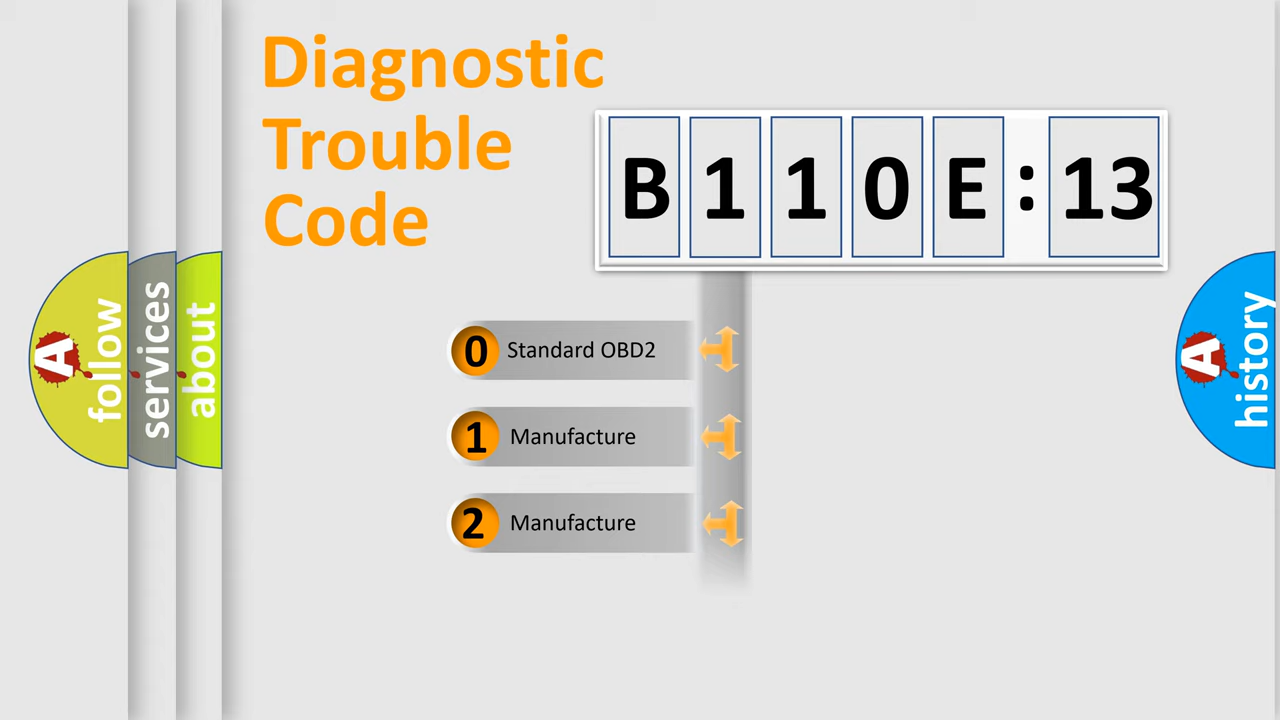 Diagnostic
Trouble
Code
B 1 1 0 E : 13
0 Standard OBD2
1 Manufacture
2 Manufacture
A follow
services
about
A history